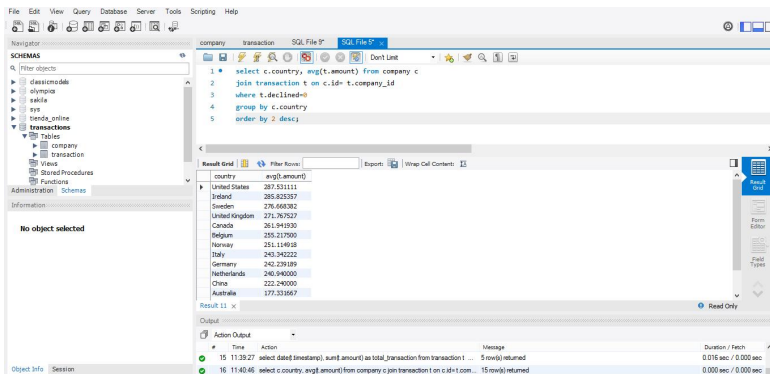 File Edit View Query Database Server Tools Scripting Help
Navigator
SCHEMAS
Filter objects
classicmodels
olympics
sakila
sys
tienda_online
transactions
Tables
company
transaction
Views
Stored Procedures
Functions
Administration Schemas
Information
No object selected
Object Info Session
company transaction SQL File 9* SQL File 5*
Don't Limit
1 select c.country, avg(t.amount) from company c
2 join transaction t on c.id= t.company_id
3 where t.declined=0
4 group by c.country
5 order by 2 desc;
Result Grid Filter Rows: Export: Wrap Cell Content:
country avg(t.amount)
United States 287.531111
Ireland 285.825357
Sweden 276.668382
United Kingdom 271.767527
Canada 261.941930
Belgium 255.217500
Norway 251.114918
Italy 243.342222
Germany 242.239189
Netherlands 240.940000
China 222.240000
Australia 177.331667
Result Grid
Form Editor
Field Types
Result 11 Read Only
Output
Action Output
# Time Action Message Duration / Fetch
15 11:39:27 select date(t.timestamp), sum(t.amount) as total_transaction from transaction t ... 5 row(s) returned 0.016 sec / 0.000 sec
16 11:40:46 select c.country, avg(t.amount) from company c join transaction t on c.id= t.com... 15 row(s) returned 0.000 sec / 0.000 sec